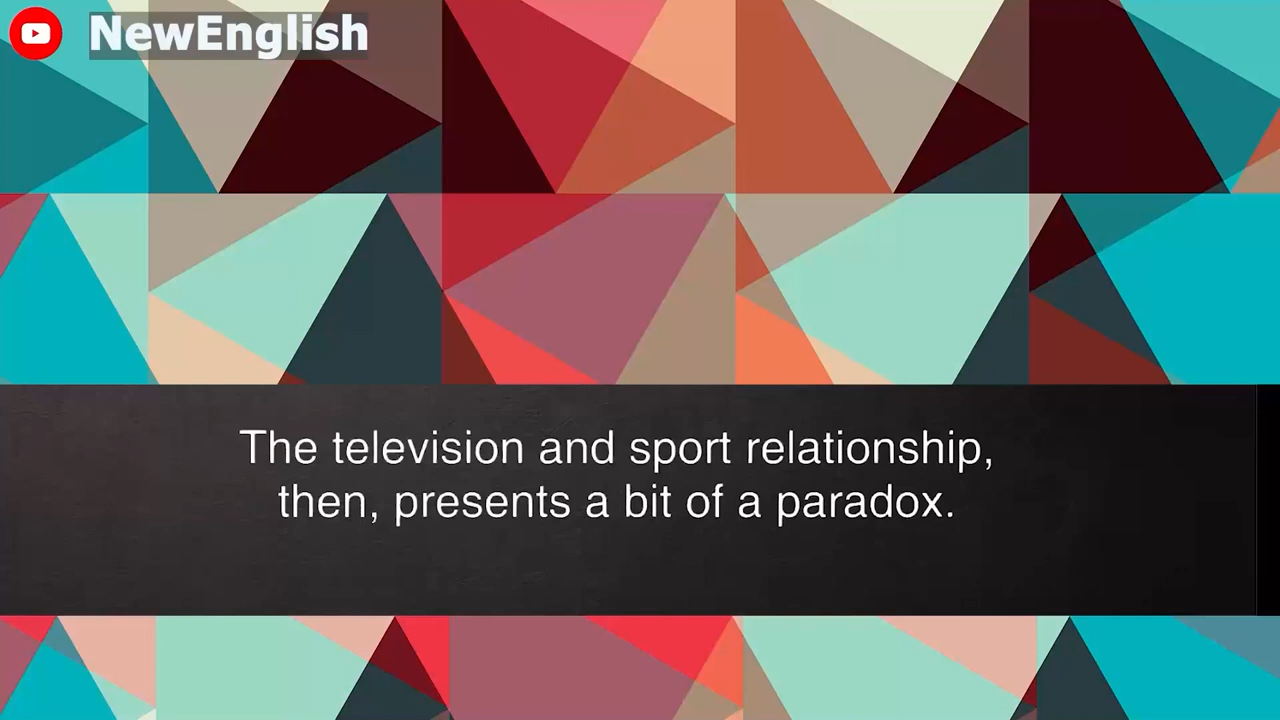 NewEnglish
The television and sport relationship,
then, presents a bit of a paradox.